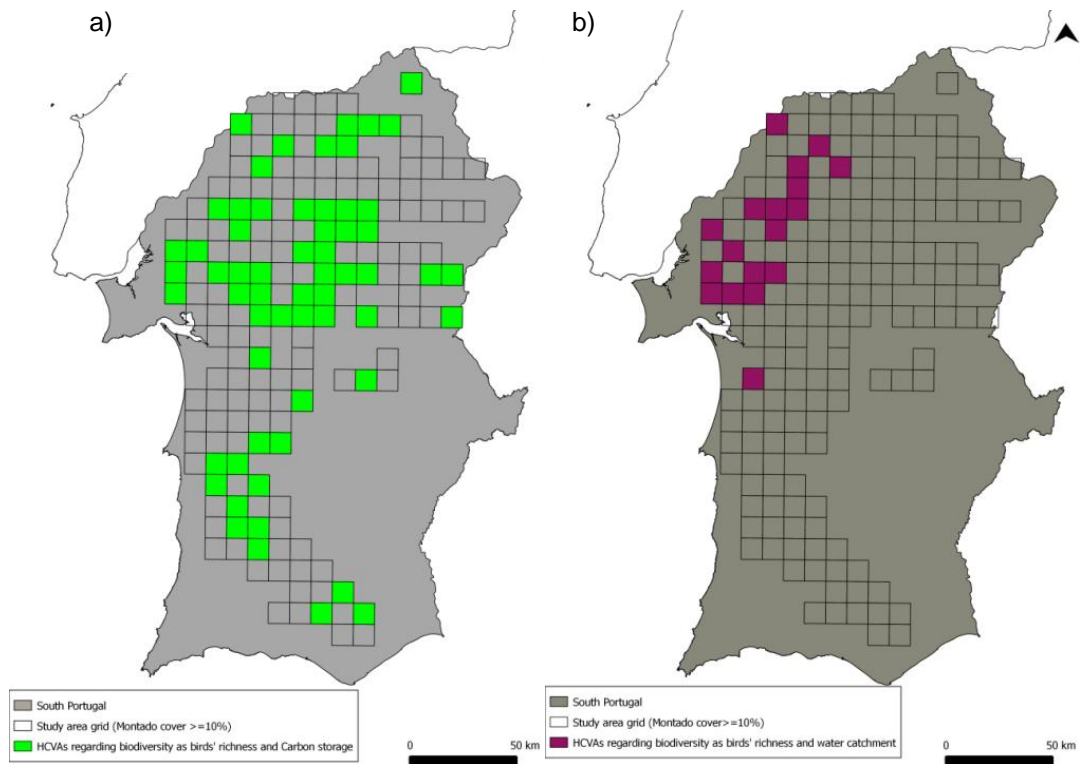 a)
b)
South Portugal
Study area grid (Montado cover >=10%)
HCVAs regarding biodiversity as birds' richness and Carbon storage
0 50 km
South Portugal
Study area grid (Montado cover>=10%)
HCVAs regarding biodiversity as birds' richness and water catchment
0 50 km